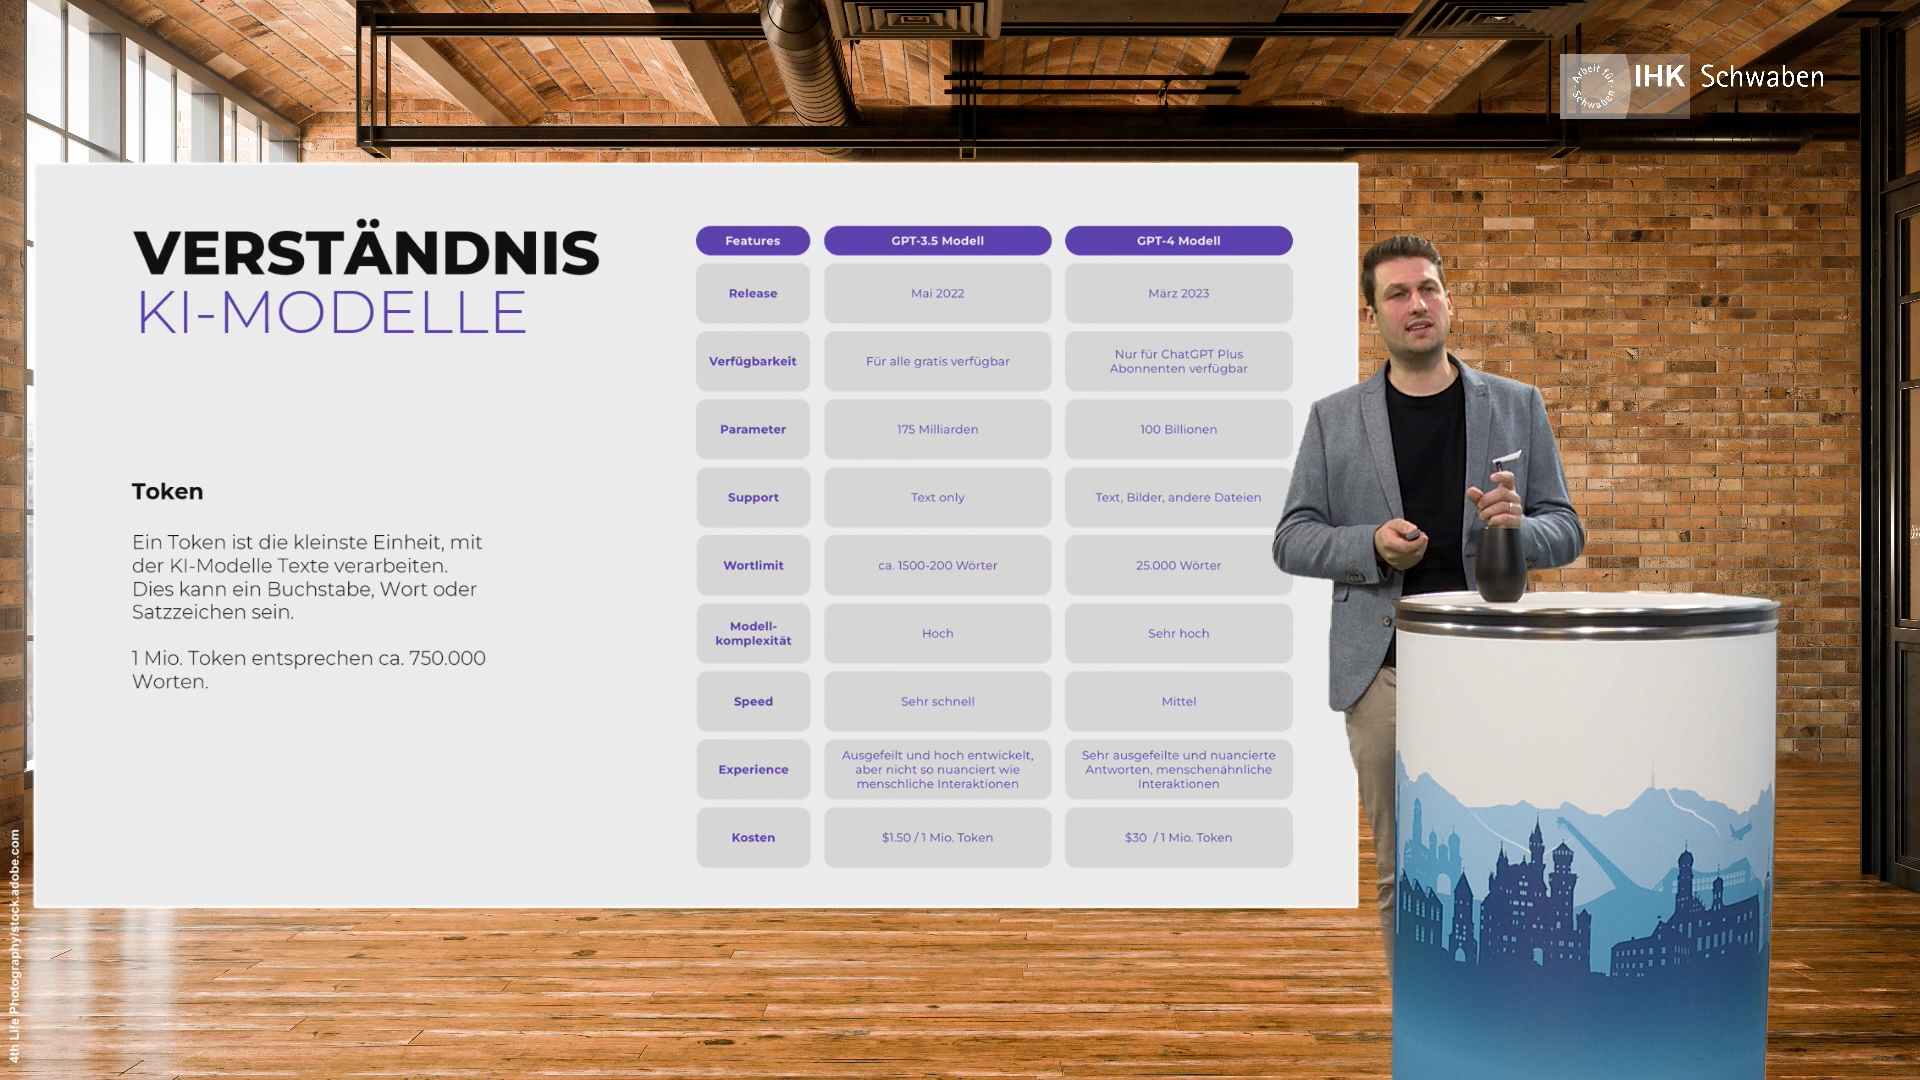 Arbeit für
Schwaben
IHK Schwaben
VERSTÄNDNIS
KI-MODELLE
Token
Ein Token ist die kleinste Einheit, mit
der KI-Modelle Texte verarbeiten.
Dies kann ein Buchstabe, Wort oder
Satzzeichen sein.
1 Mio. Token entsprechen ca. 750.000
Worten.
Features
GPT-3.5 Modell
GPT-4 Modell
Release
Mai 2022
März 2023
Verfügbarkeit
Für alle gratis verfügbar
Nur für ChatGPT Plus
Abonnenten verfügbar
Parameter
175 Milliarden
100 Billionen
Support
Text only
Text, Bilder, andere Dateien
Wortlimit
ca. 1500-200 Wörter
25.000 Wörter
Modell-
komplexität
Hoch
Sehr hoch
Speed
Sehr schnell
Mittel
Experience
Ausgefeilt und hoch entwickelt,
aber nicht so nuanciert wie
menschliche Interaktionen
Sehr ausgefeilte und nuancierte
Antworten, menschenähnliche
Interaktionen
Kosten
$1.50 / 1 Mio. Token
$30 / 1 Mio. Token
4th Life Photography/stock.adobe.com